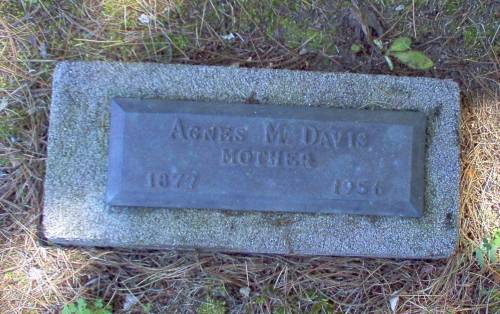 AGNES M. DAVIS
MOTHER
1877 1956